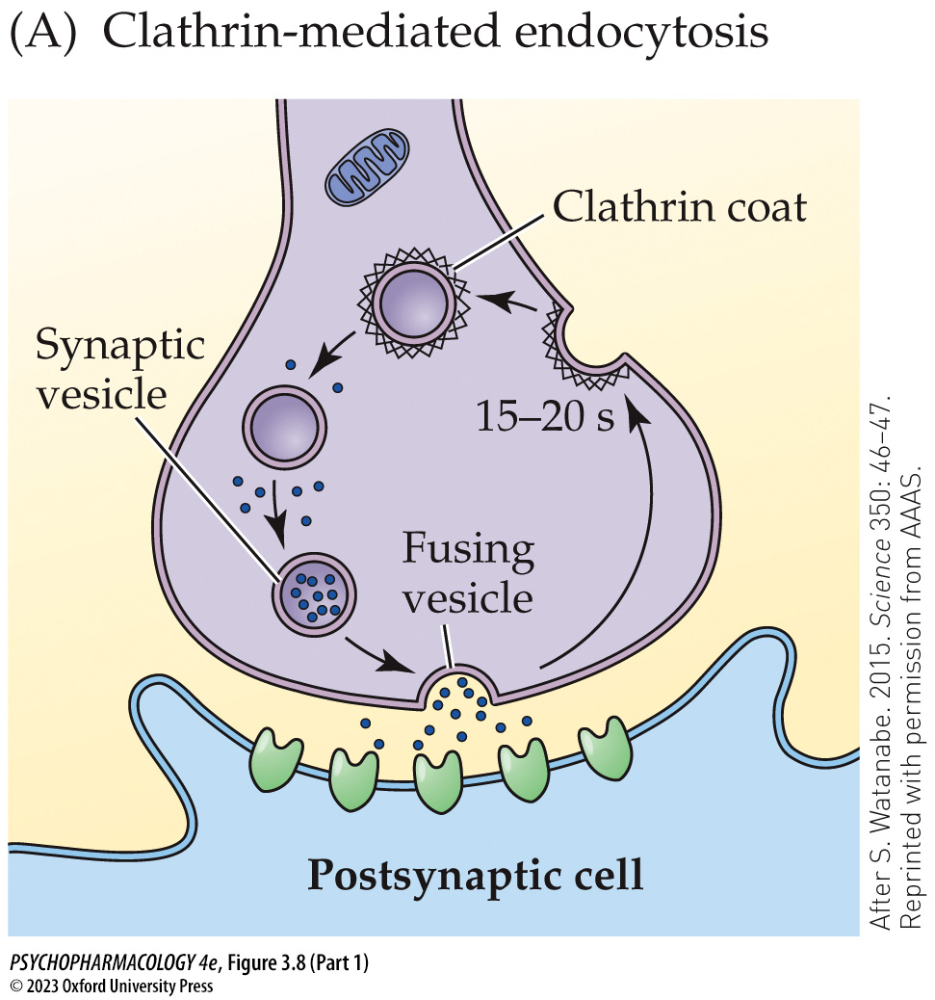 (A) Clathrin-mediated endocytosis
Clathrin coat
Synaptic
vesicle
15–20 s
Fusing
vesicle
Postsynaptic cell
After S. Watanabe. 2015. Science 350: 46–47.
Reprinted with permission from AAAS.
PSYCHOPHARMACOLOGY 4e, Figure 3.8 (Part 1)
© 2023 Oxford University Press